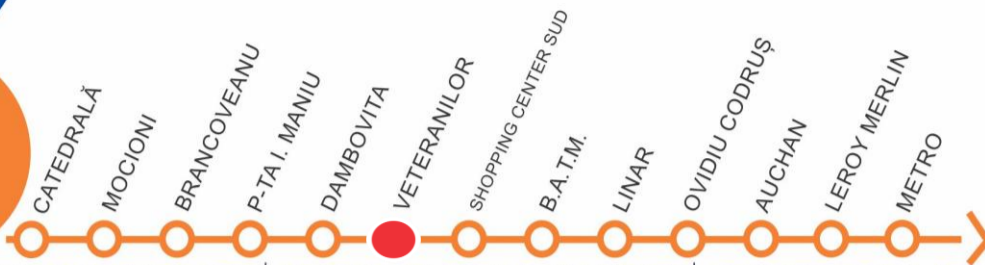 CATEDRALĂ
MOCIONI
BRANCOVEANU
P-TA I. MANIU
DAMBOVITA
VETERANILOR
SHOPPING CENTER SUD
B.A.T.M.
LINAR
OVIDIU CODRUȘ
AUCHAN
LEROY MERLIN
METRO